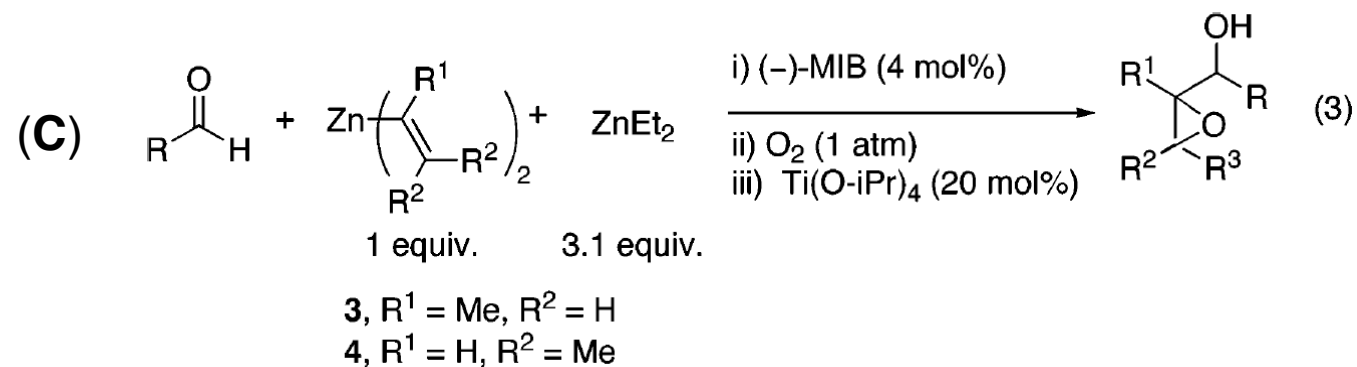 (C)
O
R H
+
Zn ( R¹ R² R² )₂
+
ZnEt₂
i) (−)-MIB (4 mol%)
ii) O₂ (1 atm)
iii) Ti(O-iPr)₄ (20 mol%)
OH
R¹ R
O
R² R³
(3)
1 equiv. 3.1 equiv.
3, R¹ = Me, R² = H
4, R¹ = H, R² = Me